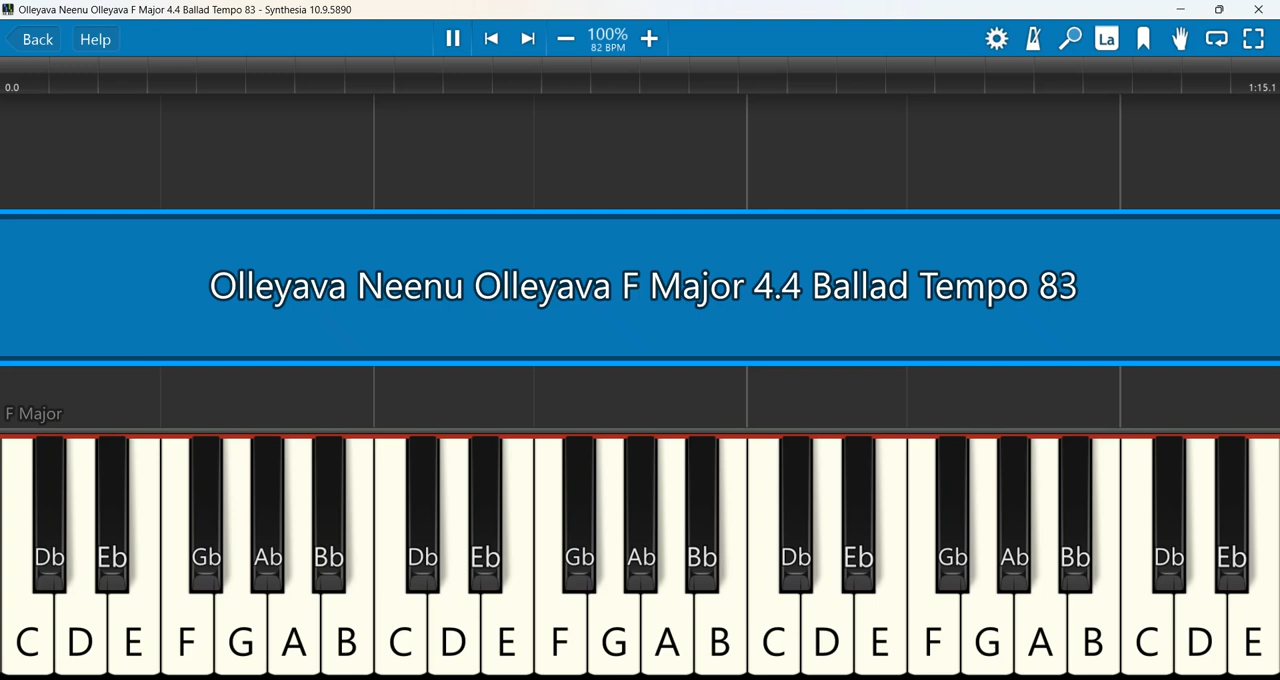 Olleyava Neenu Olleyava F Major 4.4 Ballad Tempo 83 - Synthesia 10.9.5890
Back Help 100% La
82 BPM
0.0 1:15.1
Olleyava Neenu Olleyava F Major 4.4 Ballad Tempo 83
F Major
Db Eb Gb Ab Bb Db Eb Gb Ab Bb Db Eb Gb Ab Bb Db Eb
C D E F G A B C D E F G A B C D E F G A B C D E